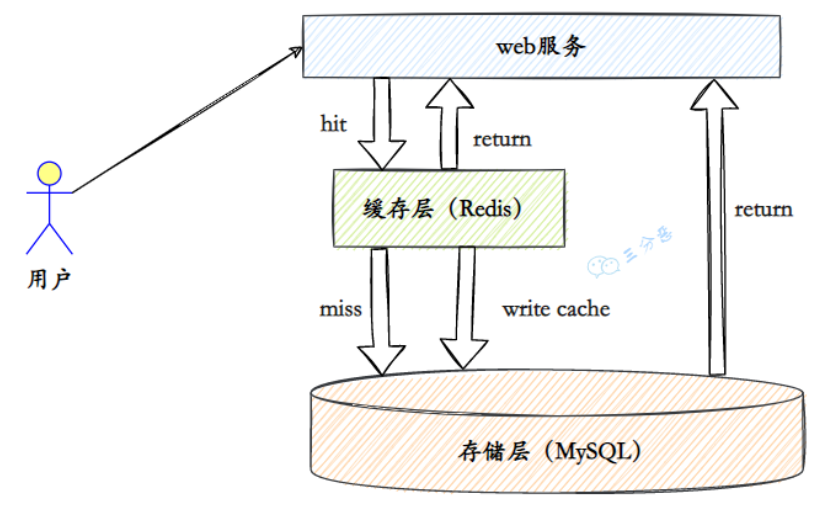 web服务
hit
return
缓存层（Redis）
return
三分恶
用户
miss
write cache
存储层（MySQL）